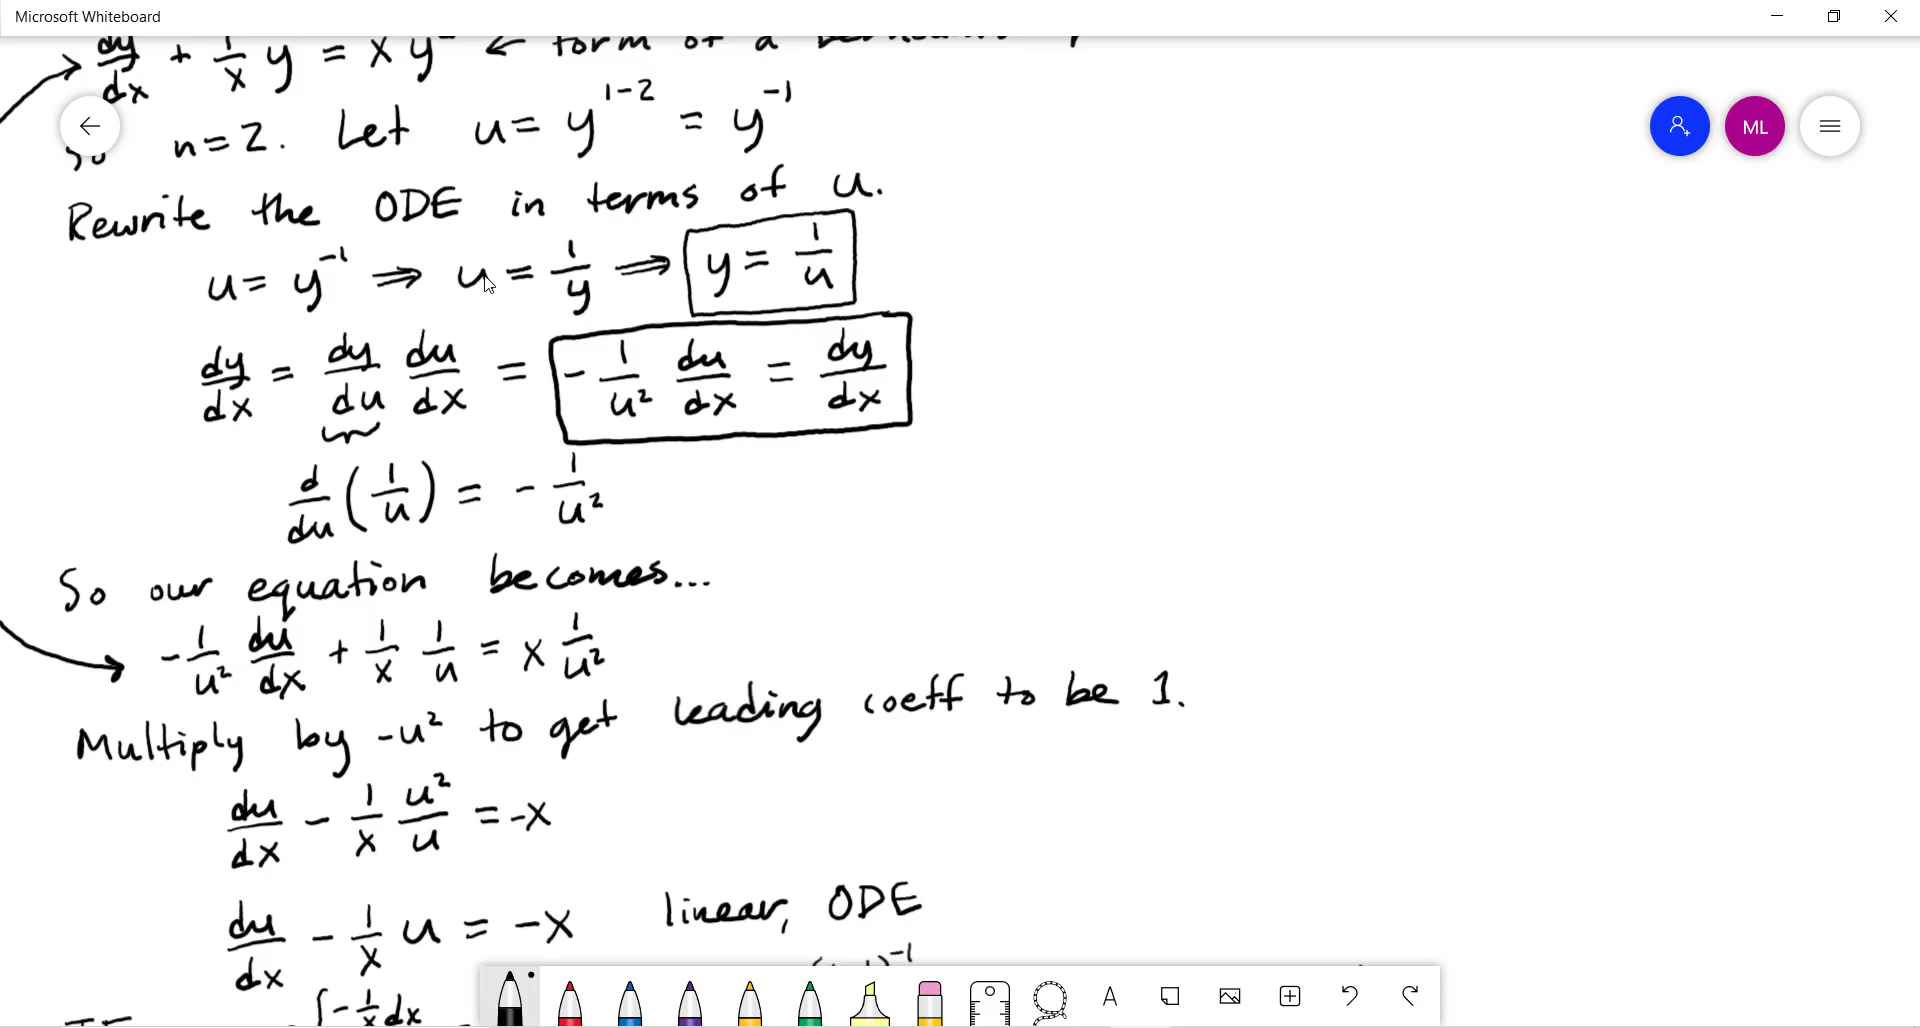 Microsoft Whiteboard
dy/dx + 1/x y = x y ← form of a
So n=2. Let u = y^(1-2) = y^(-1)
ML
Rewrite the ODE in terms of u.
u = y^(-1) ⇒ u = 1/y ⇒ y = 1/u
dy/dx = dy/du du/dx = - 1/u² du/dx = dy/dx
d/du (1/u) = - 1/u²
So our equation becomes...
- 1/u² du/dx + 1/x 1/u = x 1/u²
Multiply by -u² to get leading coeff to be 1.
du/dx - 1/x u²/u = -x
du/dx - 1/x u = -x linear, ODE
∫ - 1/x dx =
A